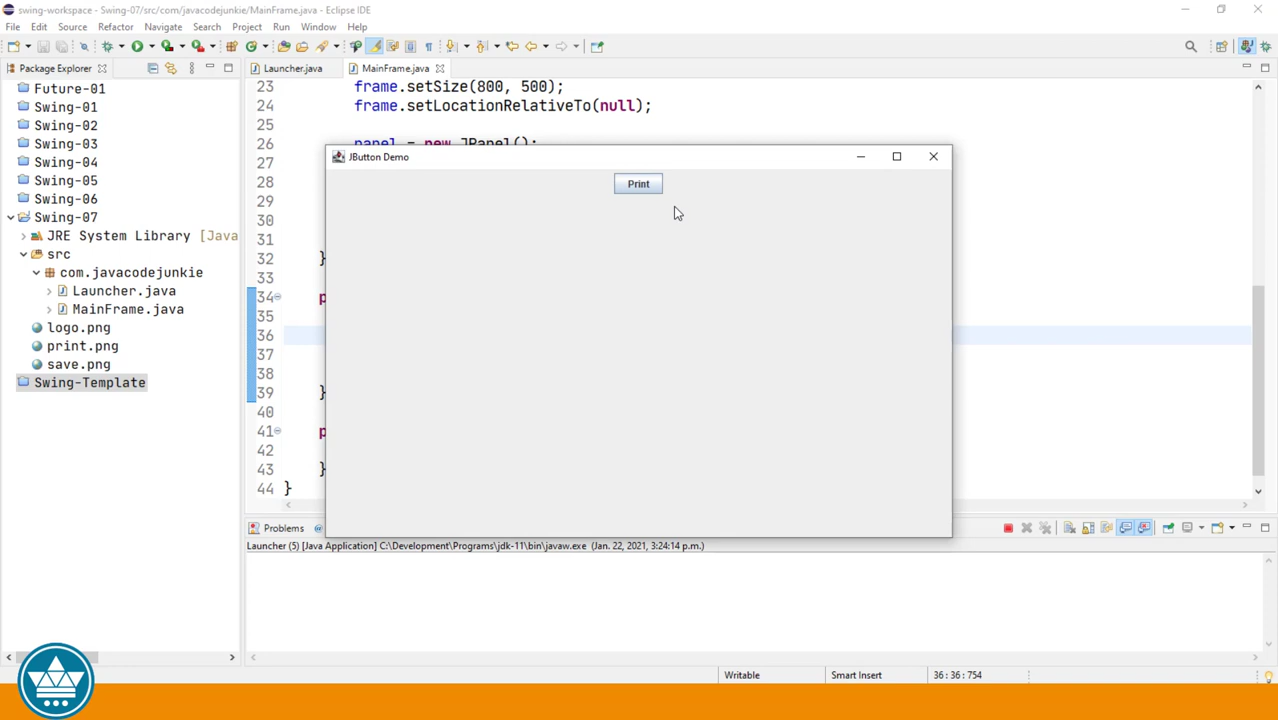 swing-workspace - Swing-07/src/com/javacodejunkie/MainFrame.java - Eclipse IDE
File Edit Source Refactor Navigate Search Project Run Window Help
Package Explorer
Launcher.java MainFrame.java
Future-01
Swing-01
Swing-02
Swing-03
Swing-04
Swing-05
Swing-06
Swing-07
JRE System Library [Java
src
com.javacodejunkie
Launcher.java
MainFrame.java
logo.png
print.png
save.png
Swing-Template
23 frame.setSize(800, 500);
24 frame.setLocationRelativeTo(null);
25
26 panel = new JPanel();
27
28
29
30
31
32 }
33
34 p
35
36
37
38
39 }
40
41 p
42
43 }
44 }
JButton Demo
Print
Problems @
Launcher (5) [Java Application] C:\Development\Programs\jdk-11\bin\javaw.exe (Jan. 22, 2021, 3:24:14 p.m.)
Writable Smart Insert 36 : 36 : 754